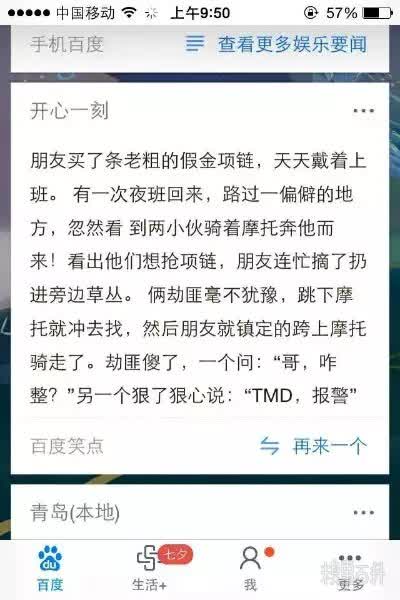 中国移动 上午9:50 57%
手机百度 查看更多娱乐要闻
开心一刻
朋友买了条老粗的假金项链，天天戴着上
班。 有一次夜班回来，路过一偏僻的地
方，忽然看 到两小伙骑着摩托奔他而
来！看出他们想抢项链，朋友连忙摘了扔
进旁边草丛。 俩劫匪毫不犹豫，跳下摩
托就冲去找，然后朋友就镇定的跨上摩托
骑走了。劫匪傻了，一个问：“哥，咋
整？”另一个狠了狠心说：“TMD，报警”
百度笑点 再来一个
青岛(本地)
du 七夕
百度 生活+ 我 更多